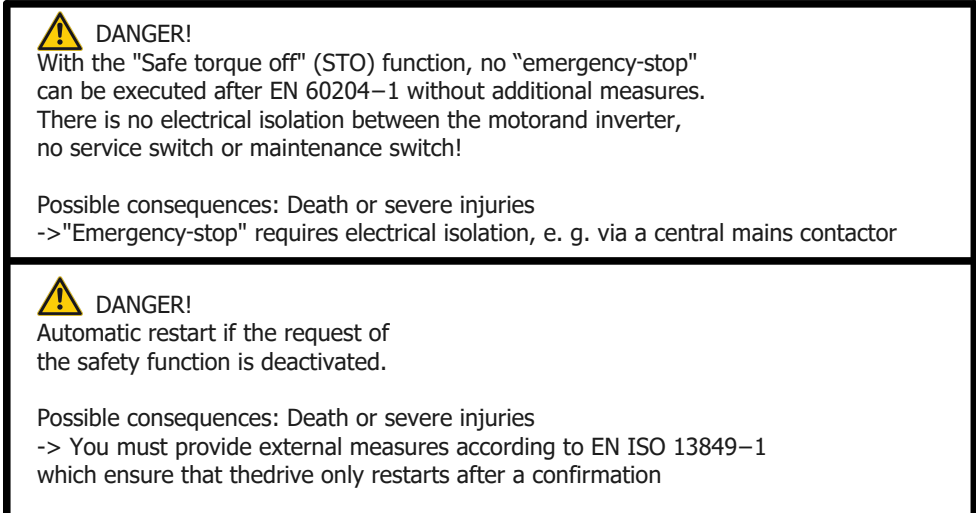 DANGER!
With the "Safe torque off" (STO) function, no “emergency-stop"
can be executed after EN 60204−1 without additional measures.
There is no electrical isolation between the motorand inverter,
no service switch or maintenance switch!
Possible consequences: Death or severe injuries
->"Emergency-stop" requires electrical isolation, e. g. via a central mains contactor
DANGER!
Automatic restart if the request of
the safety function is deactivated.
Possible consequences: Death or severe injuries
-> You must provide external measures according to EN ISO 13849−1
which ensure that thedrive only restarts after a confirmation